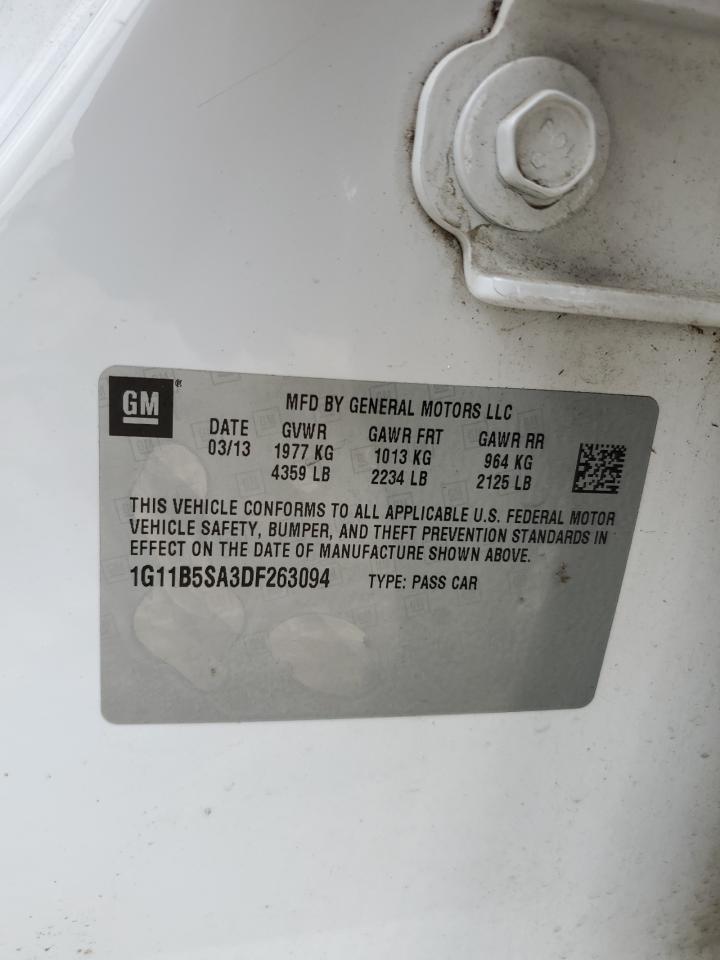 GM ®
MFD BY GENERAL MOTORS LLC
DATE GVWR GAWR FRT GAWR RR
03/13 1977 KG 1013 KG 964 KG
4359 LB 2234 LB 2125 LB
THIS VEHICLE CONFORMS TO ALL APPLICABLE U.S. FEDERAL MOTOR
VEHICLE SAFETY, BUMPER, AND THEFT PREVENTION STANDARDS IN
EFFECT ON THE DATE OF MANUFACTURE SHOWN ABOVE.
1G11B5SA3DF263094 TYPE: PASS CAR